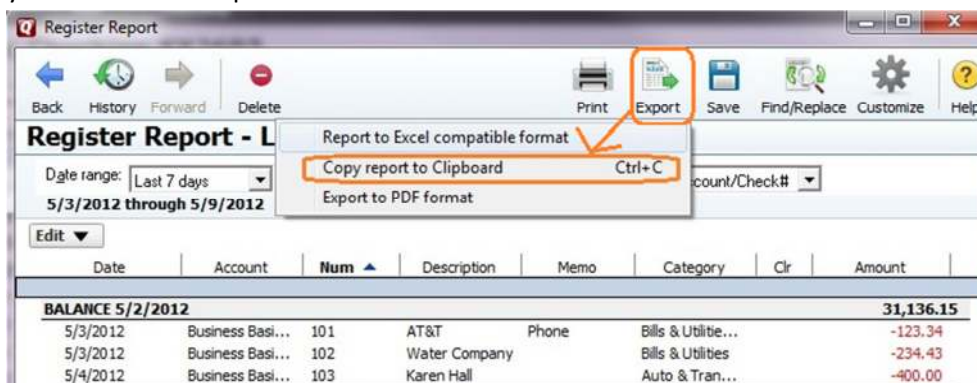 Register Report
Back History Forward Delete Print Export Save Find/Replace Customize Help
Register Report - L
Report to Excel compatible format
Date range: Last 7 days
Copy report to Clipboard Ctrl+C
count/Check#
5/3/2012 through 5/9/2012
Export to PDF format
Edit
Date Account Num Description Memo Category Clr Amount
BALANCE 5/2/2012 31,136.15
5/3/2012 Business Basi... 101 AT&T Phone Bills & Utilitie... -123.34
5/3/2012 Business Basi... 102 Water Company Bills & Utilities -234.43
5/4/2012 Business Basi... 103 Karen Hall Auto & Tran... -400.00